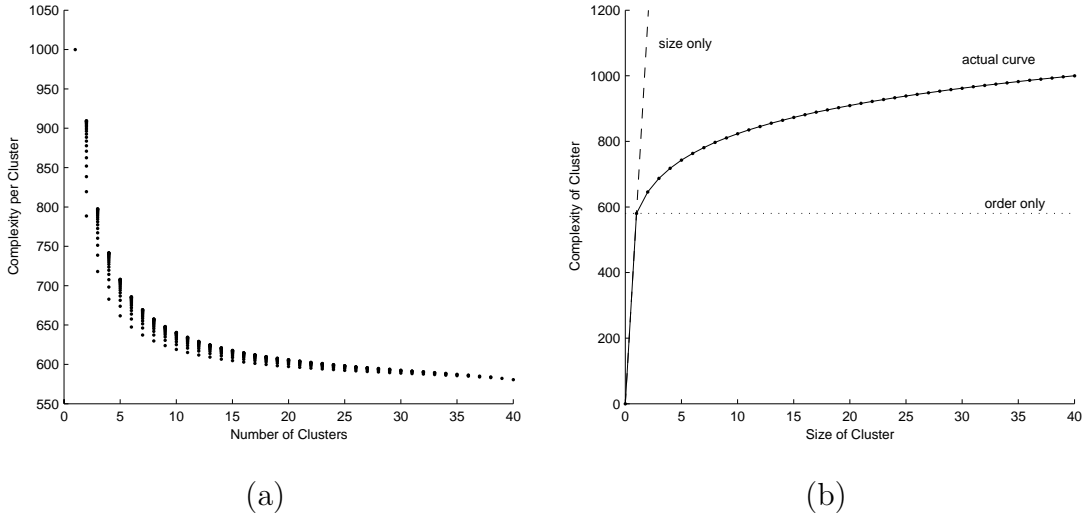 1050
1000
950
900
850
800
750
700
650
600
550
0 5 10 15 20 25 30 35 40
Complexity per Cluster
Number of Clusters
(a)
1200
1000
800
600
400
200
0
0 5 10 15 20 25 30 35 40
Complexity of Cluster
Size of Cluster
size only
actual curve
order only
(b)